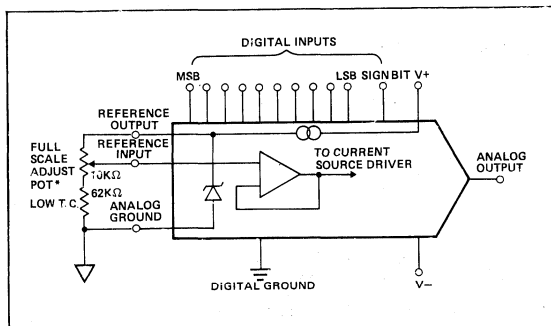 DIGITAL INPUTS
MSB
LSB SIGN BIT V+
REFERENCE
OUTPUT
REFERENCE
INPUT
FULL
SCALE
ADJUST
POT*
10KΩ
62KΩ
LOW T.C.
ANALOG
GROUND
TO CURRENT
SOURCE DRIVER
ANALOG
OUTPUT
DIGITAL GROUND
V−